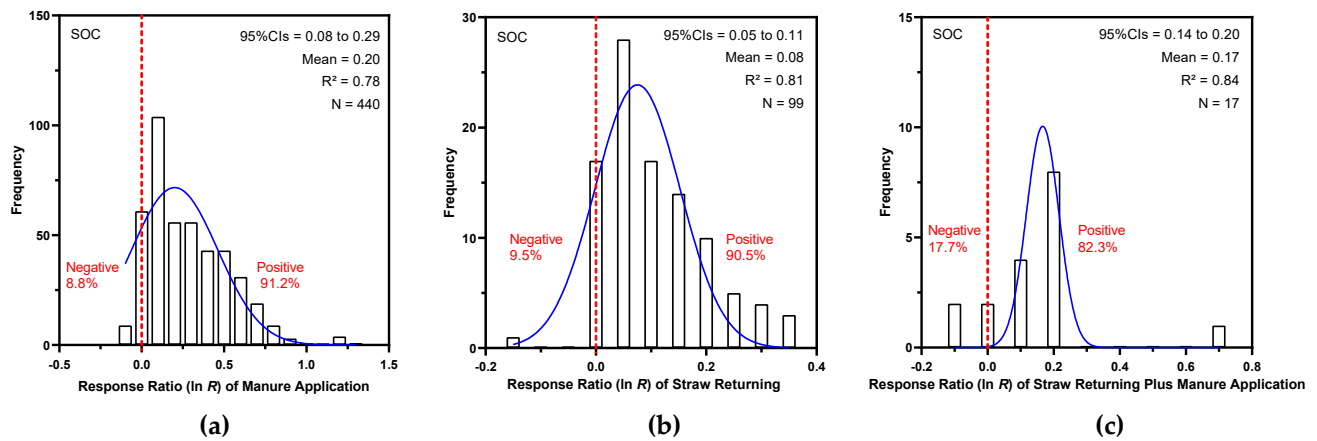 SOC
95%CIs = 0.08 to 0.29
Mean = 0.20
R² = 0.78
N = 440
150
100
50
0
Frequency
Negative
8.8%
Positive
91.2%
-0.5
0.0
0.5
1.0
1.5
Response Ratio (ln R) of Manure Application
(a)
SOC
95%CIs = 0.05 to 0.11
Mean = 0.08
R² = 0.81
N = 99
30
20
10
0
Frequency
Negative
9.5%
Positive
90.5%
-0.2
0.0
0.2
0.4
Response Ratio (ln R) of Straw Returning
(b)
SOC
95%CIs = 0.14 to 0.20
Mean = 0.17
R² = 0.84
N = 17
15
10
5
0
Frequency
Negative
17.7%
Positive
82.3%
-0.2
0.0
0.2
0.4
0.6
0.8
Response Ratio (ln R) of Straw Returning Plus Manure Application
(c)